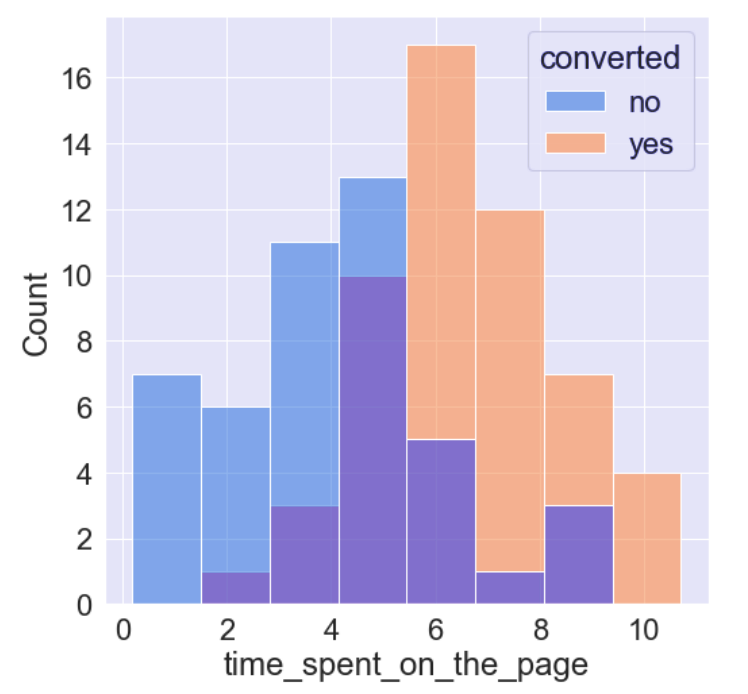 converted
no
yes
Count
16
14
12
10
8
6
4
2
0
0 2 4 6 8 10
time_spent_on_the_page